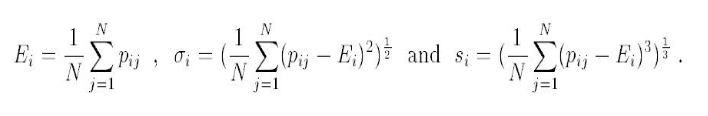 $E_i = \frac{1}{N} \sum_{j=1}^{N} p_{ij}$ , $\sigma_i = (\frac{1}{N} \sum_{j=1}^{N} (p_{ij} - E_i)^2)^{\frac{1}{2}}$ and $s_i = (\frac{1}{N} \sum_{j=1}^{N} (p_{ij} - E_i)^3)^{\frac{1}{3}}$ .